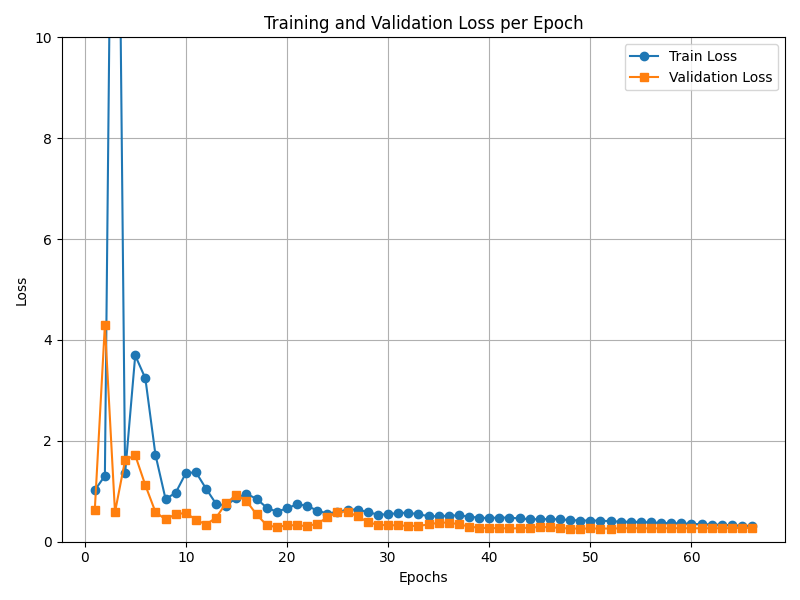 Training and Validation Loss per Epoch
Train Loss
Validation Loss
Loss
10
8
6
4
2
0
0 10 20 30 40 50 60
Epochs